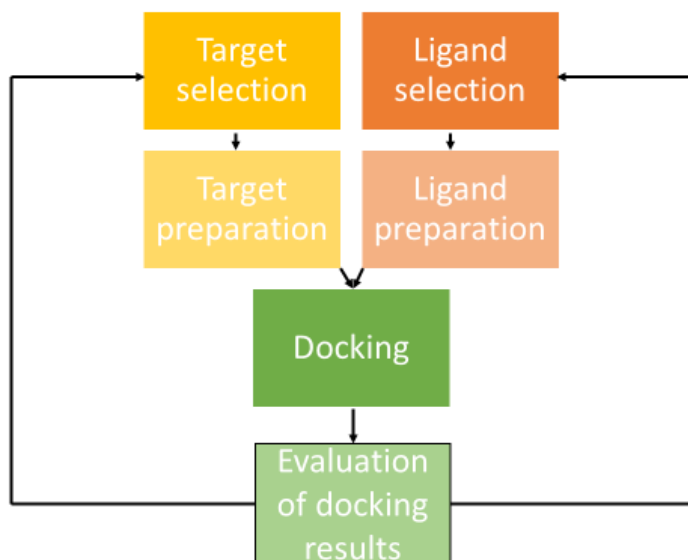 Target
selection
Ligand
selection
Target
preparation
Ligand
preparation
Docking
Evaluation
of docking
results